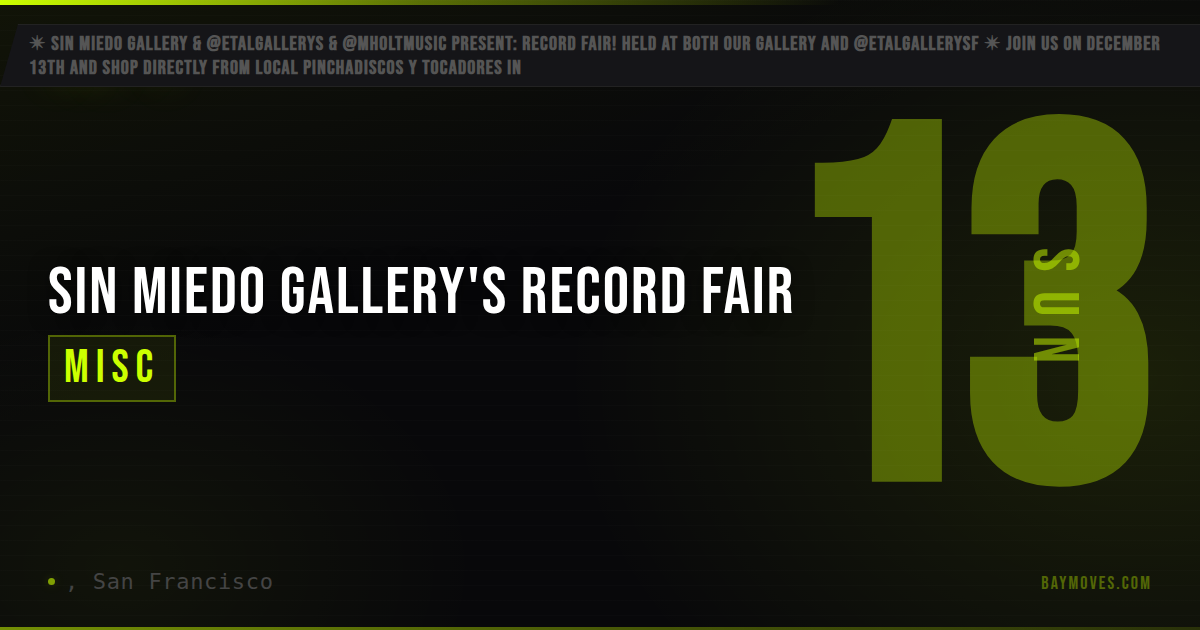 ✷ SIN MIEDO GALLERY & @ETALGALLERYS & @MHOLTMUSIC PRESENT: RECORD FAIR! HELD AT BOTH OUR GALLERY AND @ETALGALLERYSF ✷ JOIN US ON DECEMBER
13TH AND SHOP DIRECTLY FROM LOCAL PINCHADISCOS Y TOCADORES IN
13
SUN
SIN MIEDO GALLERY'S RECORD FAIR
MISC
, San Francisco
BAYMOVES.COM